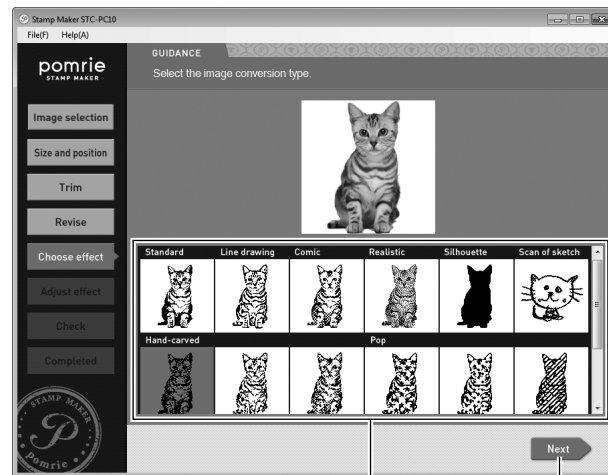 Stamp Maker STC-PC10
File(F) Help(A)
pomrie
STAMP MAKER
GUIDANCE
Select the image conversion type.
Image selection
Size and position
Trim
Revise
Choose effect
Adjust effect
Check
Completed
Standard Line drawing Comic Realistic Silhouette Scan of sketch
Hand-carved Pop
STAMP MAKER
Pomrie
Next